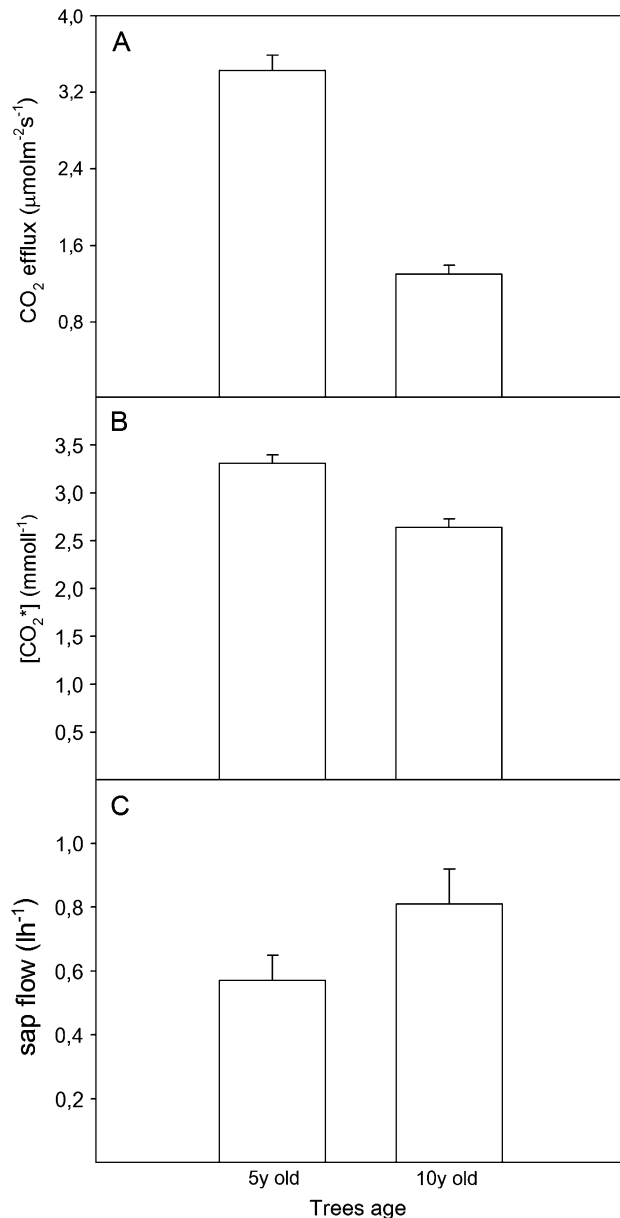 A
CO₂ efflux (μmolm⁻²s⁻¹)
4,0
3,2
2,4
1,6
0,8
B
[CO₂*] (mmoll⁻¹)
3,5
3,0
2,5
2,0
1,5
1,0
0,5
C
sap flow (lh⁻¹)
1,0
0,8
0,6
0,4
0,2
5y old 10y old
Trees age